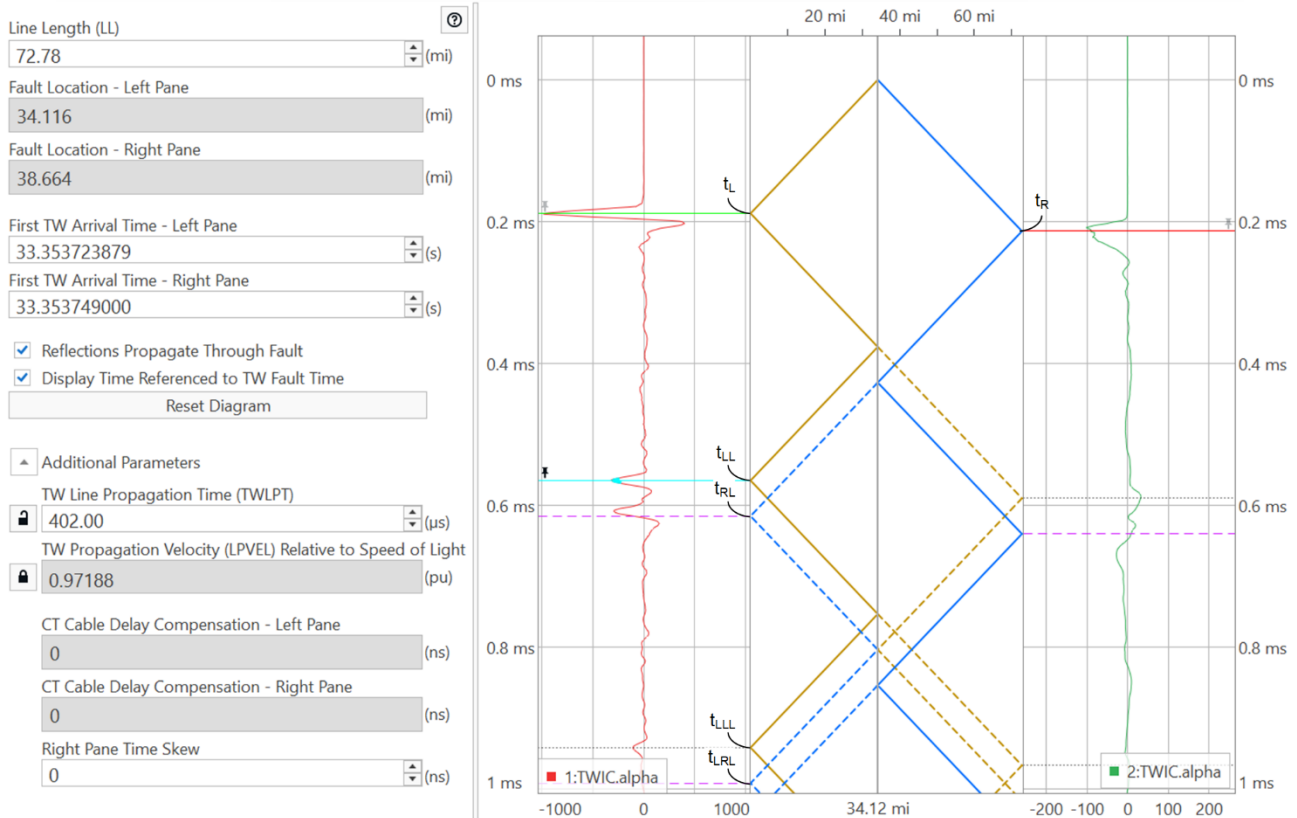 Line Length (LL)
72.78 (mi)
Fault Location - Left Pane
34.116 (mi)
Fault Location - Right Pane
38.664 (mi)
First TW Arrival Time - Left Pane
33.353723879 (s)
First TW Arrival Time - Right Pane
33.353749000 (s)
Reflections Propagate Through Fault
Display Time Referenced to TW Fault Time
Reset Diagram
Additional Parameters
TW Line Propagation Time (TWLPT)
402.00 (µs)
TW Propagation Velocity (LPVEL) Relative to Speed of Light
0.97188 (pu)
CT Cable Delay Compensation - Left Pane
0 (ns)
CT Cable Delay Compensation - Right Pane
0 (ns)
Right Pane Time Skew
0 (ns)
20 mi 40 mi 60 mi
0 ms 0 ms
tL
tR
0.2 ms 0.2 ms
0.4 ms 0.4 ms
tLL
tRL
0.6 ms 0.6 ms
0.8 ms 0.8 ms
tLLL
tLRL
1:TWIC.alpha 2:TWIC.alpha
1 ms 1 ms
-1000 0 1000 34.12 mi -200 -100 0 100 200